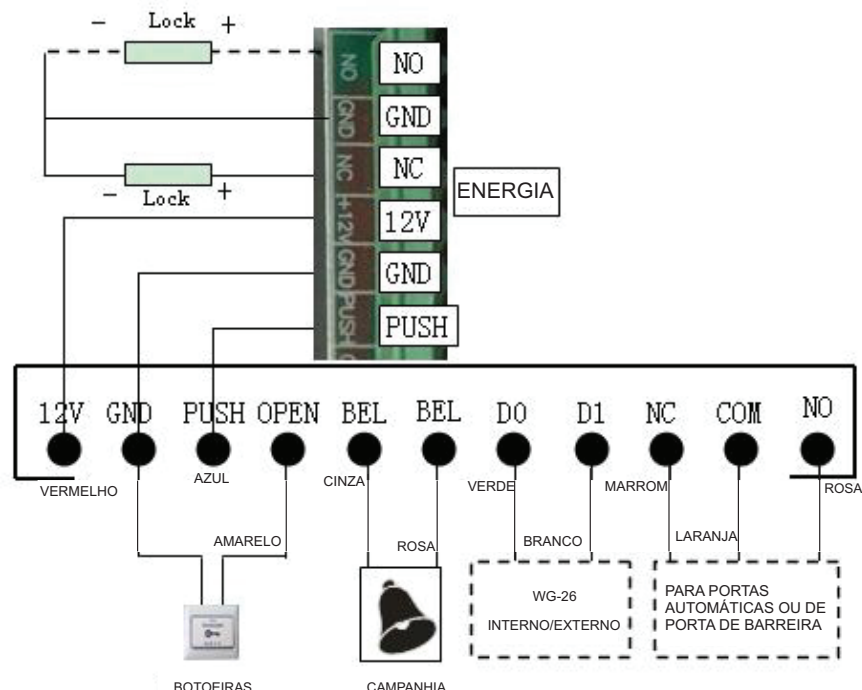 - Lock +
NO NO
GND GND
NC NC
- Lock +
ENERGIA
+12V 12V
GND GND
PUSH PUSH
12V GND PUSH OPEN BEL BEL D0 D1 NC COM NO
VERMELHO AZUL CINZA VERDE MARROM ROSA
AMARELO ROSA BRANCO LARANJA
WG-26
INTERNO/EXTERNO
PARA PORTAS
AUTOMÁTICAS OU DE
PORTA DE BARREIRA
BOTOEIRAS CAMPANHIA